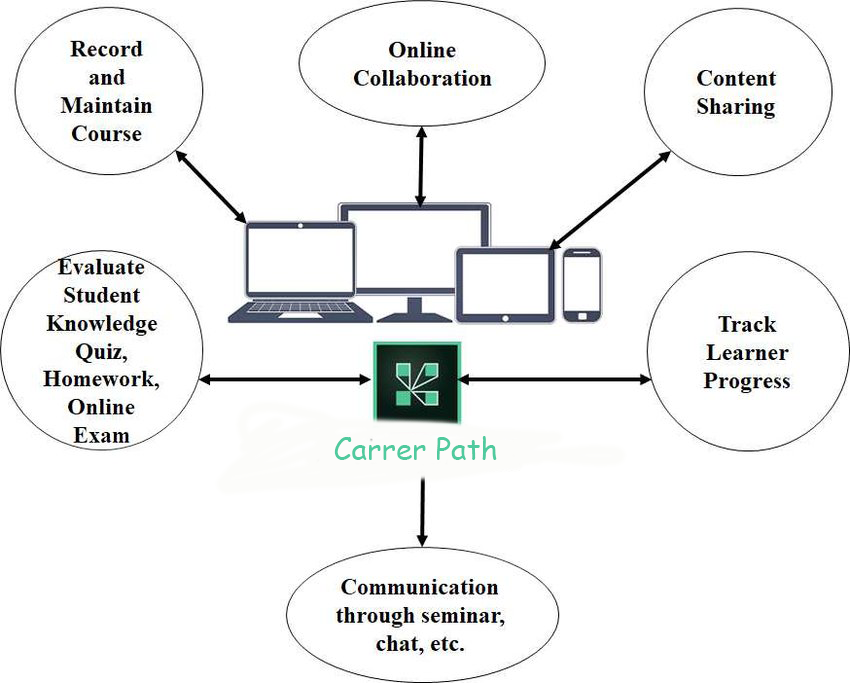 Record
and
Maintain
Course
Online
Collaboration
Content
Sharing
Evaluate
Student
Knowledge
Quiz,
Homework,
Online
Exam
Track
Learner
Progress
Carrer Path
Communication
through seminar,
chat, etc.